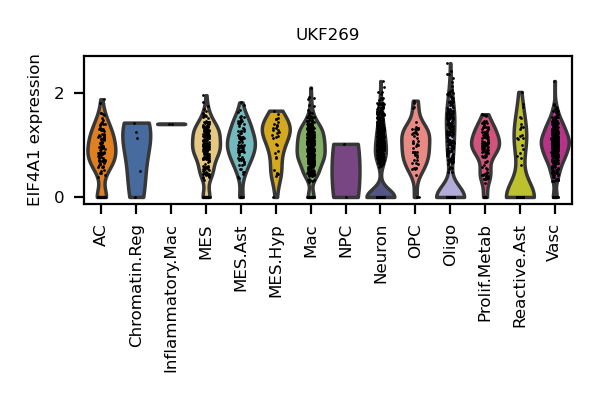 UKF269
EIF4A1 expression
2
0
AC
Chromatin.Reg
Inflammatory.Mac
MES
MES.Ast
MES.Hyp
Mac
NPC
Neuron
OPC
Oligo
Prolif.Metab
Reactive.Ast
Vasc